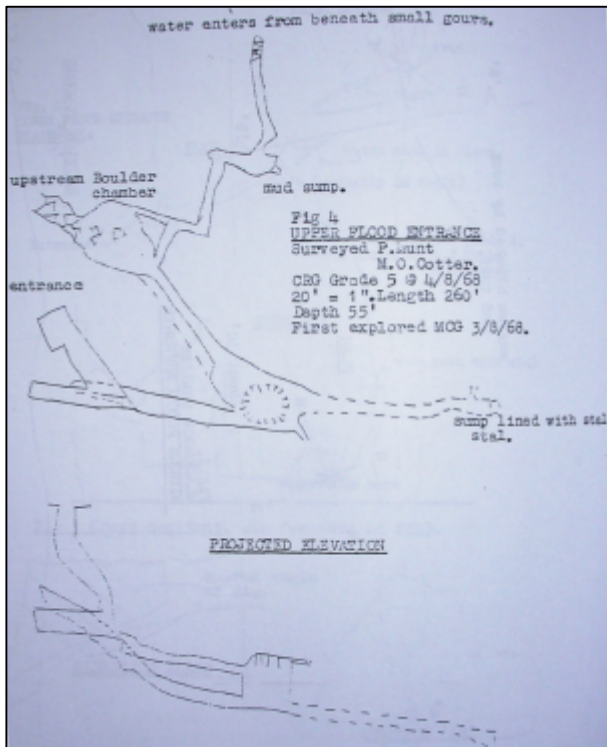 water enters from beneath small gours.
upstream Boulder
chamber
mud sump.
Fig 4
UPPER FLOOD ENTRANCE
Surveyed P.Lunt
M.O.Cotter.
CRG Grade 5 @ 4/8/68
20' = 1".Length 260'
Depth 55'
First explored MCG 3/8/68.
entrance
sump lined with stal
stal.
PROJECTED ELEVATION